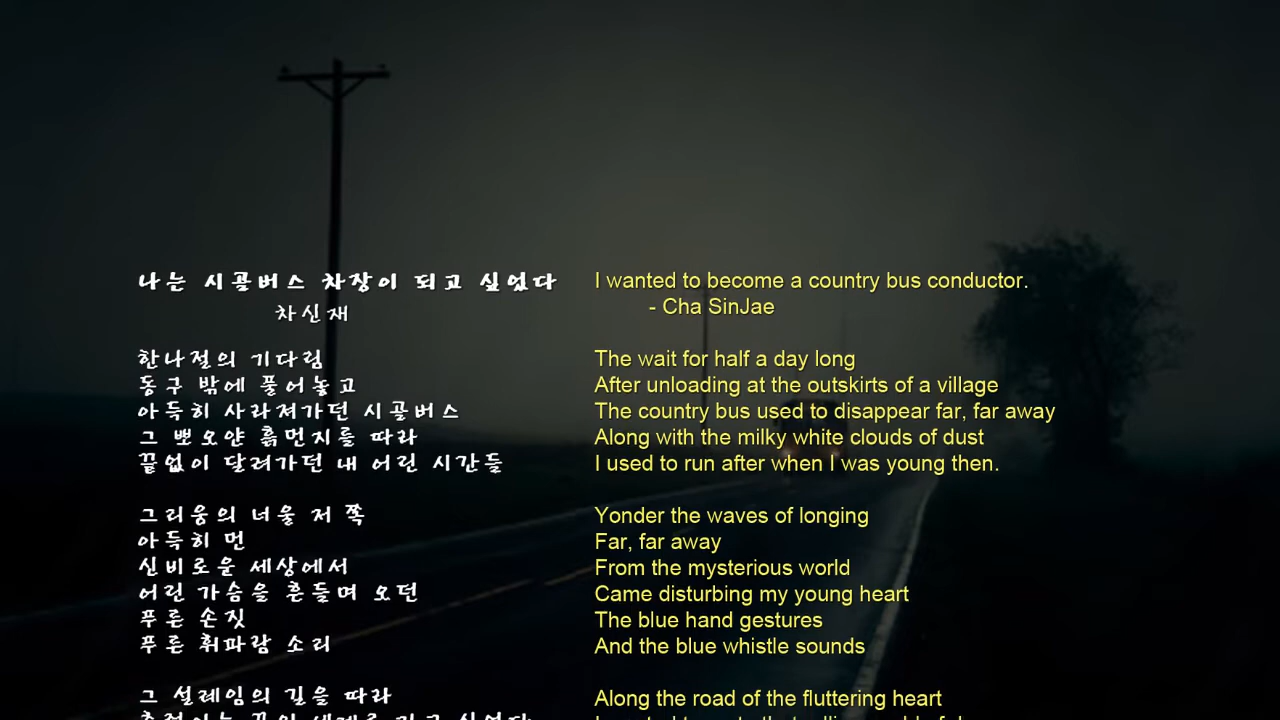 나는 시골버스 차장이 되고 싶었다
차신재
한나절의 기다림
동구 밖에 풀어놓고
아득히 사라져가던 시골버스
그 뽀오얀 흙먼지를 따라
끝없이 달려가던 내 어린 시간들
그리움의 너울 저 쪽
아득히 먼
신비로운 세상에서
어린 가슴을 흔들며 오던
푸른 손짓
푸른 휘파람 소리
그 설레임의 길을 따라
I wanted to become a country bus conductor.
- Cha SinJae
The wait for half a day long
After unloading at the outskirts of a village
The country bus used to disappear far, far away
Along with the milky white clouds of dust
I used to run after when I was young then.
Yonder the waves of longing
Far, far away
From the mysterious world
Came disturbing my young heart
The blue hand gestures
And the blue whistle sounds
Along the road of the fluttering heart